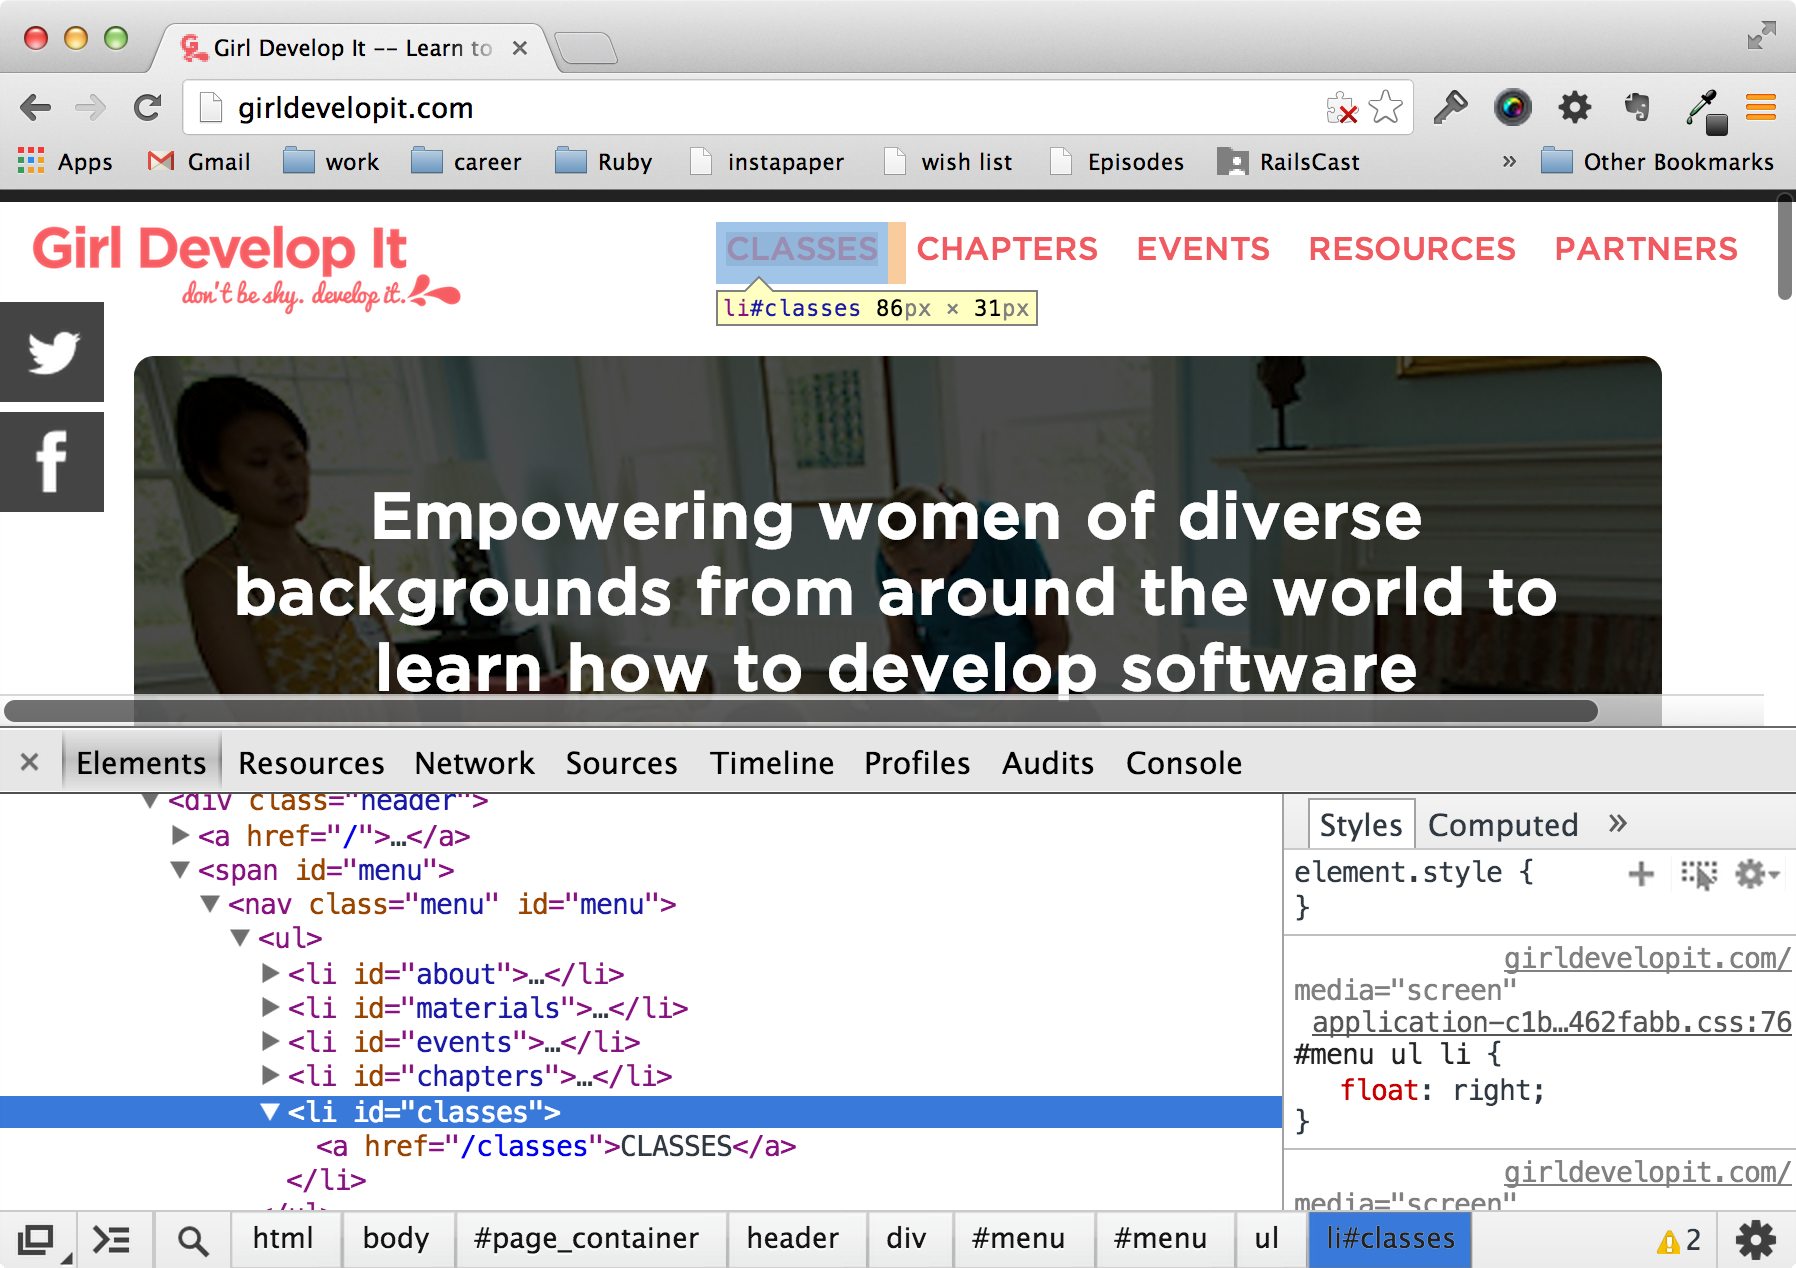 Girl Develop It -- Learn to
girldevelopit.com
Apps Gmail work career Ruby instapaper wish list Episodes RailsCast » Other Bookmarks
Girl Develop It
don't be shy. develop it.
CLASSES CHAPTERS EVENTS RESOURCES PARTNERS
li#classes 86px × 31px
Empowering women of diverse
backgrounds from around the world to
learn how to develop software
× Elements Resources Network Sources Timeline Profiles Audits Console
<div class="header">
<a href="/">…</a>
<span id="menu">
<nav class="menu" id="menu">
<ul>
<li id="about">…</li>
<li id="materials">…</li>
<li id="events">…</li>
<li id="chapters">…</li>
<li id="classes">
<a href="/classes">CLASSES</a>
</li>
</ul>
Styles Computed »
element.style {
}
girldevelopit.com/
media="screen"
application-c1b…462fabb.css:76
#menu ul li {
float: right;
}
girldevelopit.com/
media="screen"
html body #page_container header div #menu #menu ul li#classes 2